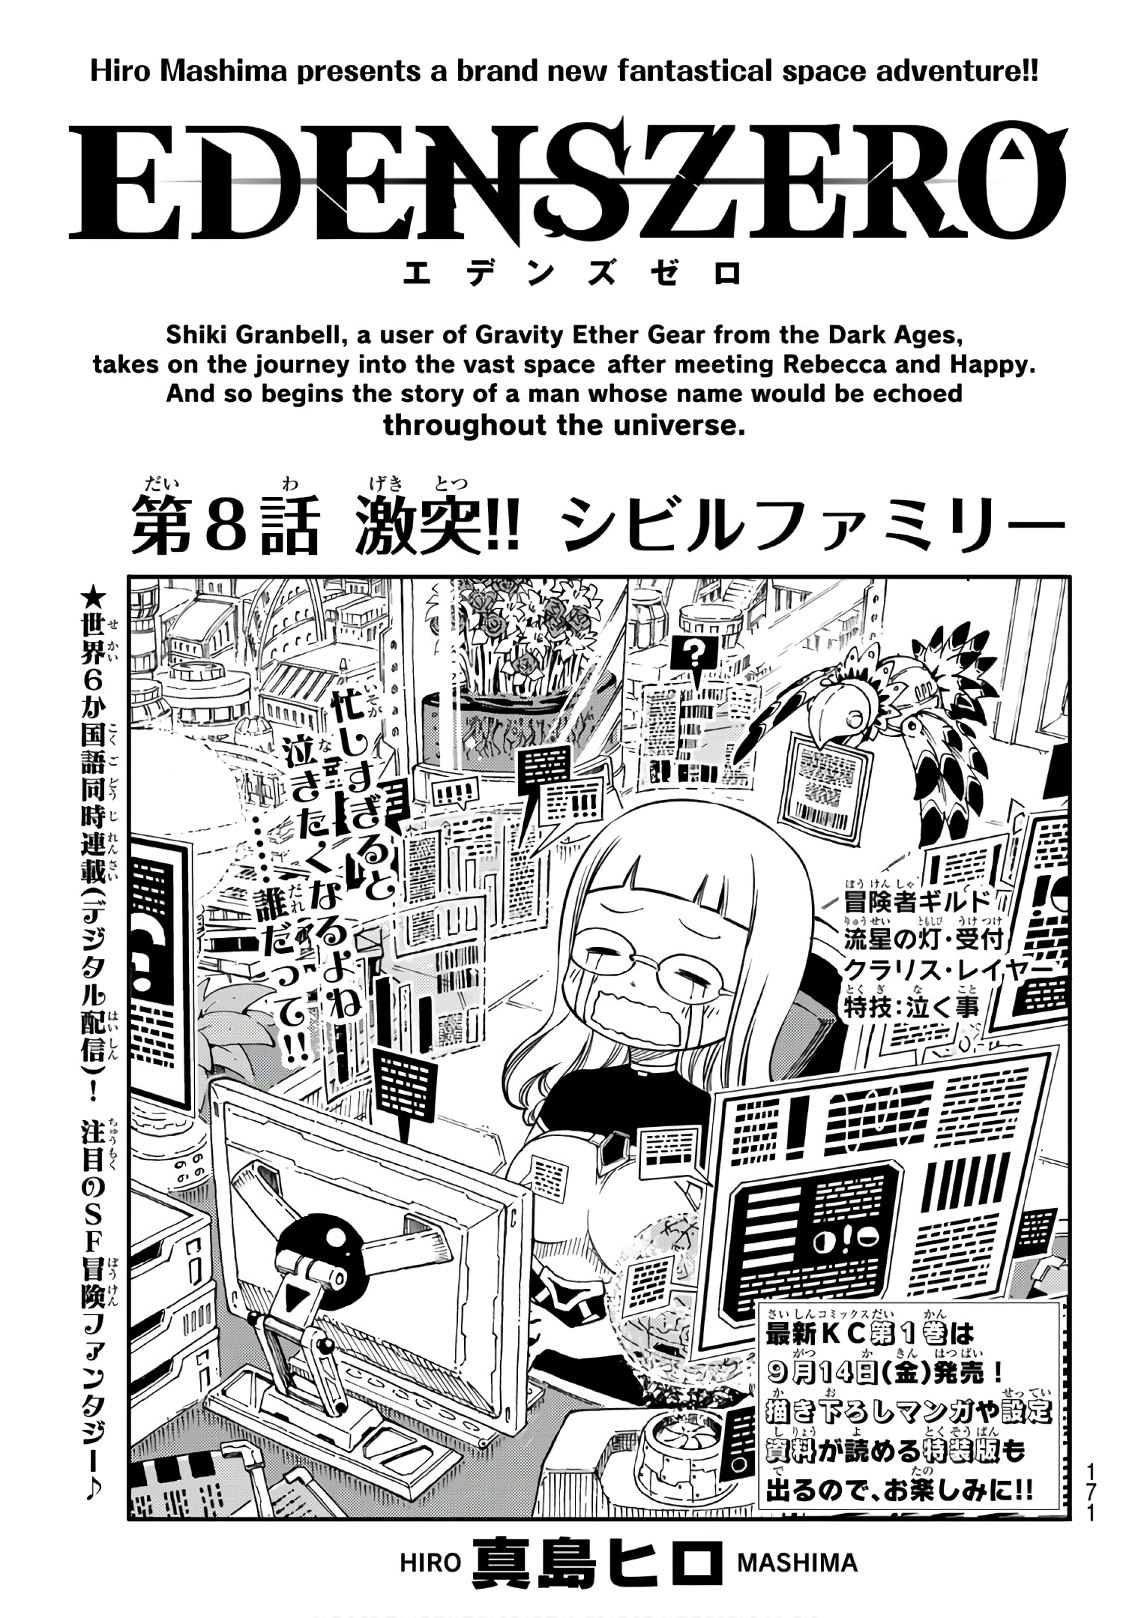 Hiro Mashima presents a brand new fantastical space adventure!!
EDENSZERO
エデンズゼロ
Shiki Granbell, a user of Gravity Ether Gear from the Dark Ages,
takes on the journey into the vast space after meeting Rebecca and Happy.
And so begins the story of a man whose name would be echoed
throughout the universe.
第8話 激突!! シビルファミリー
★世界6か国語同時連載(デジタル配信)! 注目のSF冒険ファンタジー♪
忙しすぎると
泣きたくなるよね
……誰だって!!
冒険者ギルド
流星の灯・受付
クラリス・レイヤー
特技:泣く事
最新KC第1巻は
9月14日(金)発売!
描き下ろしマンガや設定
資料が読める特装版も
出るので、お楽しみに!!
171
HIRO 真島ヒロ MASHIMA